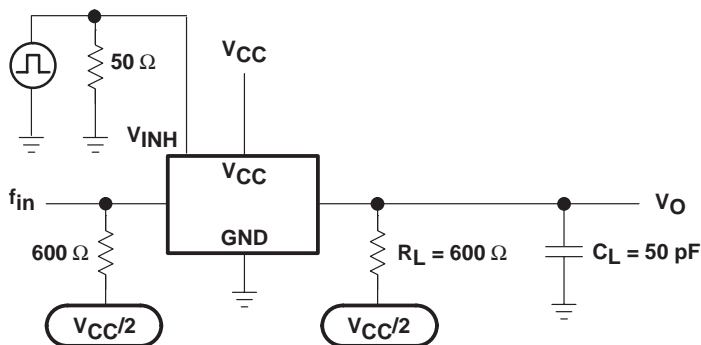 50 Ω
VCC
VINH
VCC
fin
VO
GND
600 Ω
RL = 600 Ω
CL = 50 pF
VCC/2
VCC/2